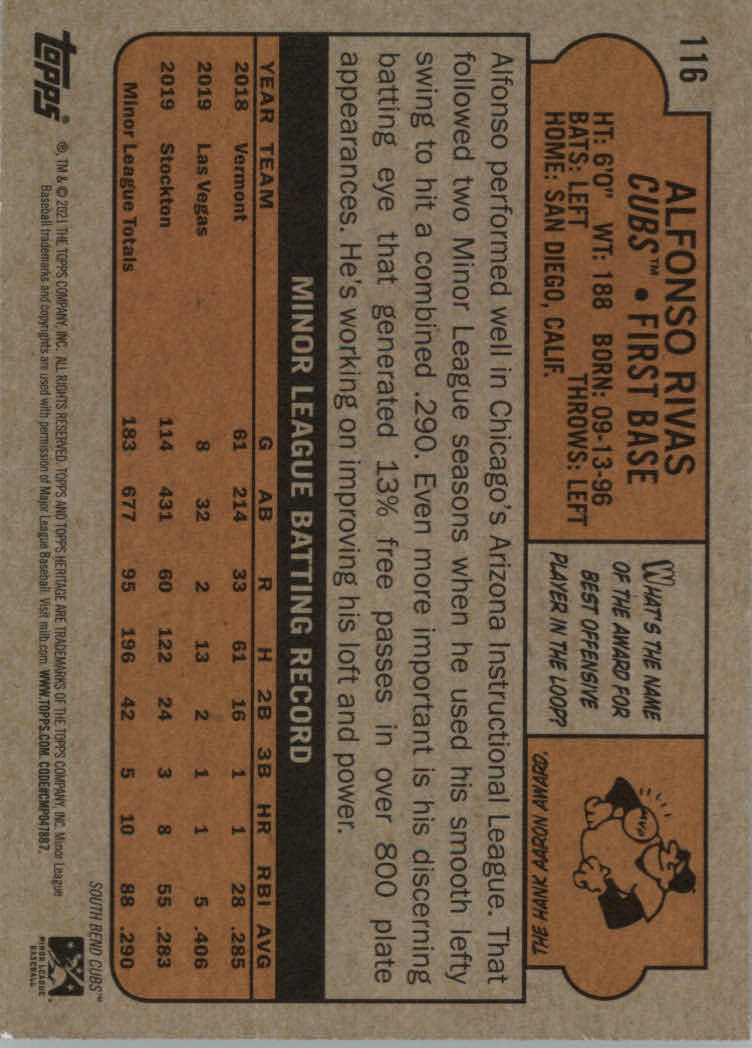 116
ALFONSO RIVAS
CUBS™ • FIRST BASE
HT: 6'0" WT: 188 BORN: 09-13-96
BATS: LEFT THROWS: LEFT
HOME: SAN DIEGO, CALIF.
WHAT'S THE NAME
OF THE AWARD FOR
BEST OFFENSIVE
PLAYER IN THE LOOP?
MVP
THE HANK AARON AWARD.
Alfonso performed well in Chicago's Arizona Instructional League. That
followed two Minor League seasons when he used his smooth lefty
swing to hit a combined .290. Even more important is his discerning
batting eye that generated 13% free passes in over 800 plate
appearances. He's working on improving his loft and power.
MINOR LEAGUE BATTING RECORD
YEAR TEAM G AB R H 2B 3B HR RBI AVG
2018 Vermont 61 214 33 61 16 1 1 28 .285
2019 Las Vegas 8 32 2 13 2 1 1 5 .406
2019 Stockton 114 431 60 122 24 3 8 55 .283
Minor League Totals 183 677 95 196 42 5 10 88 .290
SOUTH BEND CUBS™
topps®
®, TM & © 2021 THE TOPPS COMPANY, INC. ALL RIGHTS RESERVED. TOPPS AND TOPPS HERITAGE ARE TRADEMARKS OF THE TOPPS COMPANY, INC. Minor League
Baseball trademarks and copyrights are used with permission of Major League Baseball. Visit milb.com. WWW.TOPPS.COM. CODE#CMP047887.
MINOR LEAGUE™
BASEBALL